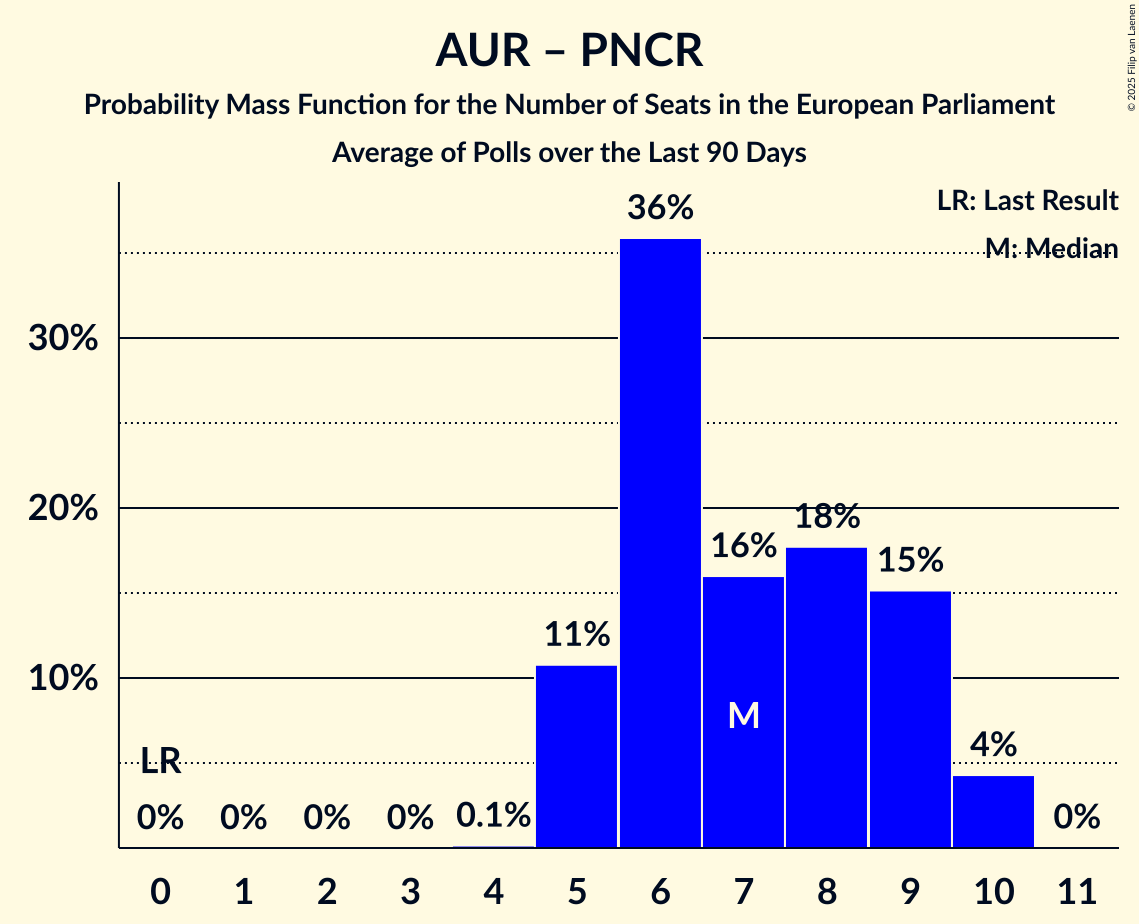 AUR – PNCR
Probability Mass Function for the Number of Seats in the European Parliament
Average of Polls over the Last 90 Days
© 2025 Filip van Laenen
LR: Last Result
M: Median
30%
20%
10%
LR
0%
0%
0%
0%
0.1%
11%
36%
16%
18%
15%
4%
0%
M
0 1 2 3 4 5 6 7 8 9 10 11